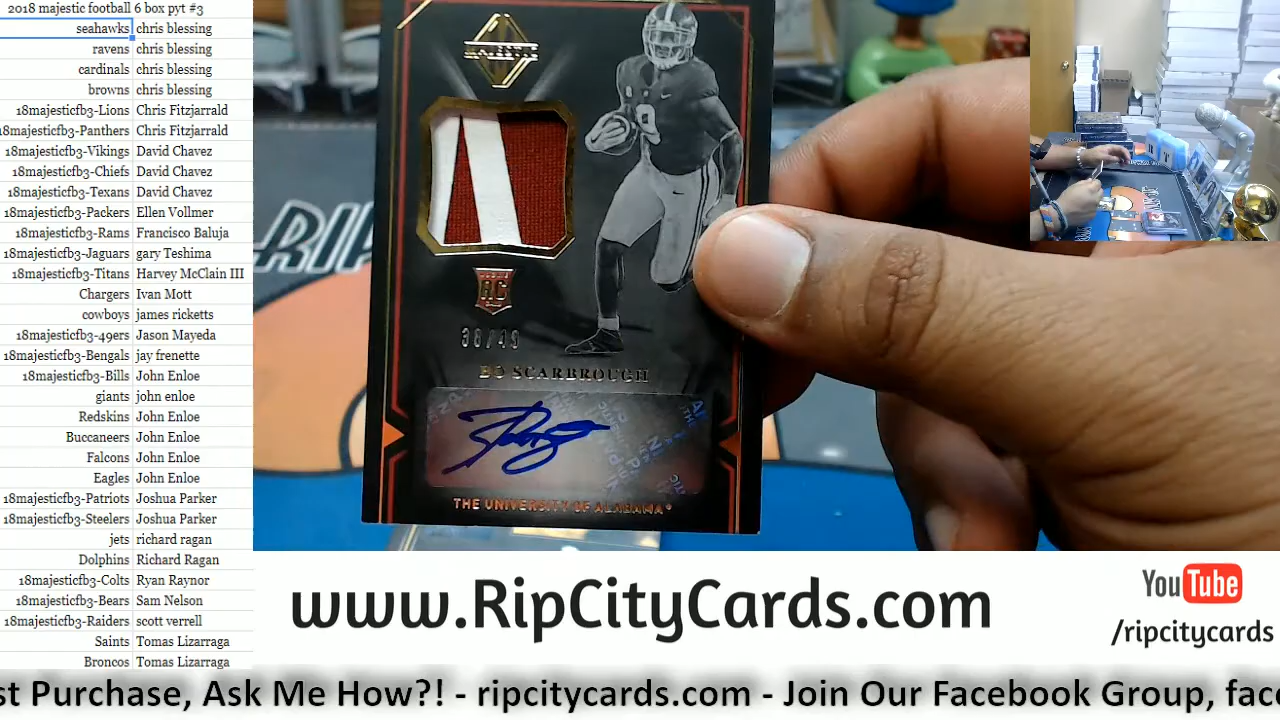 2018 majestic football 6 box pyt #3
seahawks chris blessing
ravens chris blessing
cardinals chris blessing
browns chris blessing
18majesticfb3-Lions Chris Fitzjarrald
18majesticfb3-Panthers Chris Fitzjarrald
18majesticfb3-Vikings David Chavez
18majesticfb3-Chiefs David Chavez
18majesticfb3-Texans David Chavez
18majesticfb3-Packers Ellen Vollmer
18majesticfb3-Rams Francisco Baluja
18majesticfb3-Jaguars gary Teshima
18majesticfb3-Titans Harvey McClain III
Chargers Ivan Mott
cowboys james ricketts
18majesticfb3-49ers Jason Mayeda
18majesticfb3-Bengals jay frenette
18majesticfb3-Bills John Enloe
giants john enloe
Redskins John Enloe
Buccaneers John Enloe
Falcons John Enloe
Eagles John Enloe
18majesticfb3-Patriots Joshua Parker
18majesticfb3-Steelers Joshua Parker
jets richard ragan
Dolphins Richard Ragan
18majesticfb3-Colts Ryan Raynor
18majesticfb3-Bears Sam Nelson
18majesticfb3-Raiders scott verrell
Saints Tomas Lizarraga
Broncos Tomas Lizarraga
MAJESTIC
RC
BO SCARBROUGH
THE UNIVERSITY OF ALABAMA
www.RipCityCards.com
YouTube
/ripcitycards
st Purchase, Ask Me How?! - ripcitycards.com - Join Our Facebook Group, face